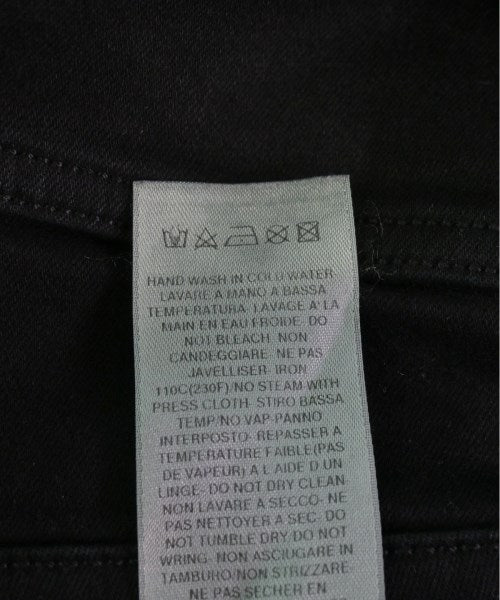 HAND WASH IN COLD WATER
LAVARE A MANO A BASSA
TEMPERATURA- LAVAGE A' LA
MAIN EN EAU FROIDE- DO
NOT BLEACH- NON
CANDEGGIARE- NE PAS
JAVELLISER- IRON
110C(230F)/NO STEAM WITH
PRESS CLOTH- STIRO BASSA
TEMP/NO VAP-PANNO
INTERPOSTO- REPASSER A
TEMPERATURE FAIBLE(PAS
DE VAPEUR) A L AIDE D UN
LINGE- DO NOT DRY CLEAN
NON LAVARE A SECCO- NE
PAS NETTOYER A SEC- DO
NOT TUMBLE DRY/DO NOT
WRING- NON ASCIUGARE IN
TAMBURO/NON STRIZZARE-
NE PAS SECHER EN